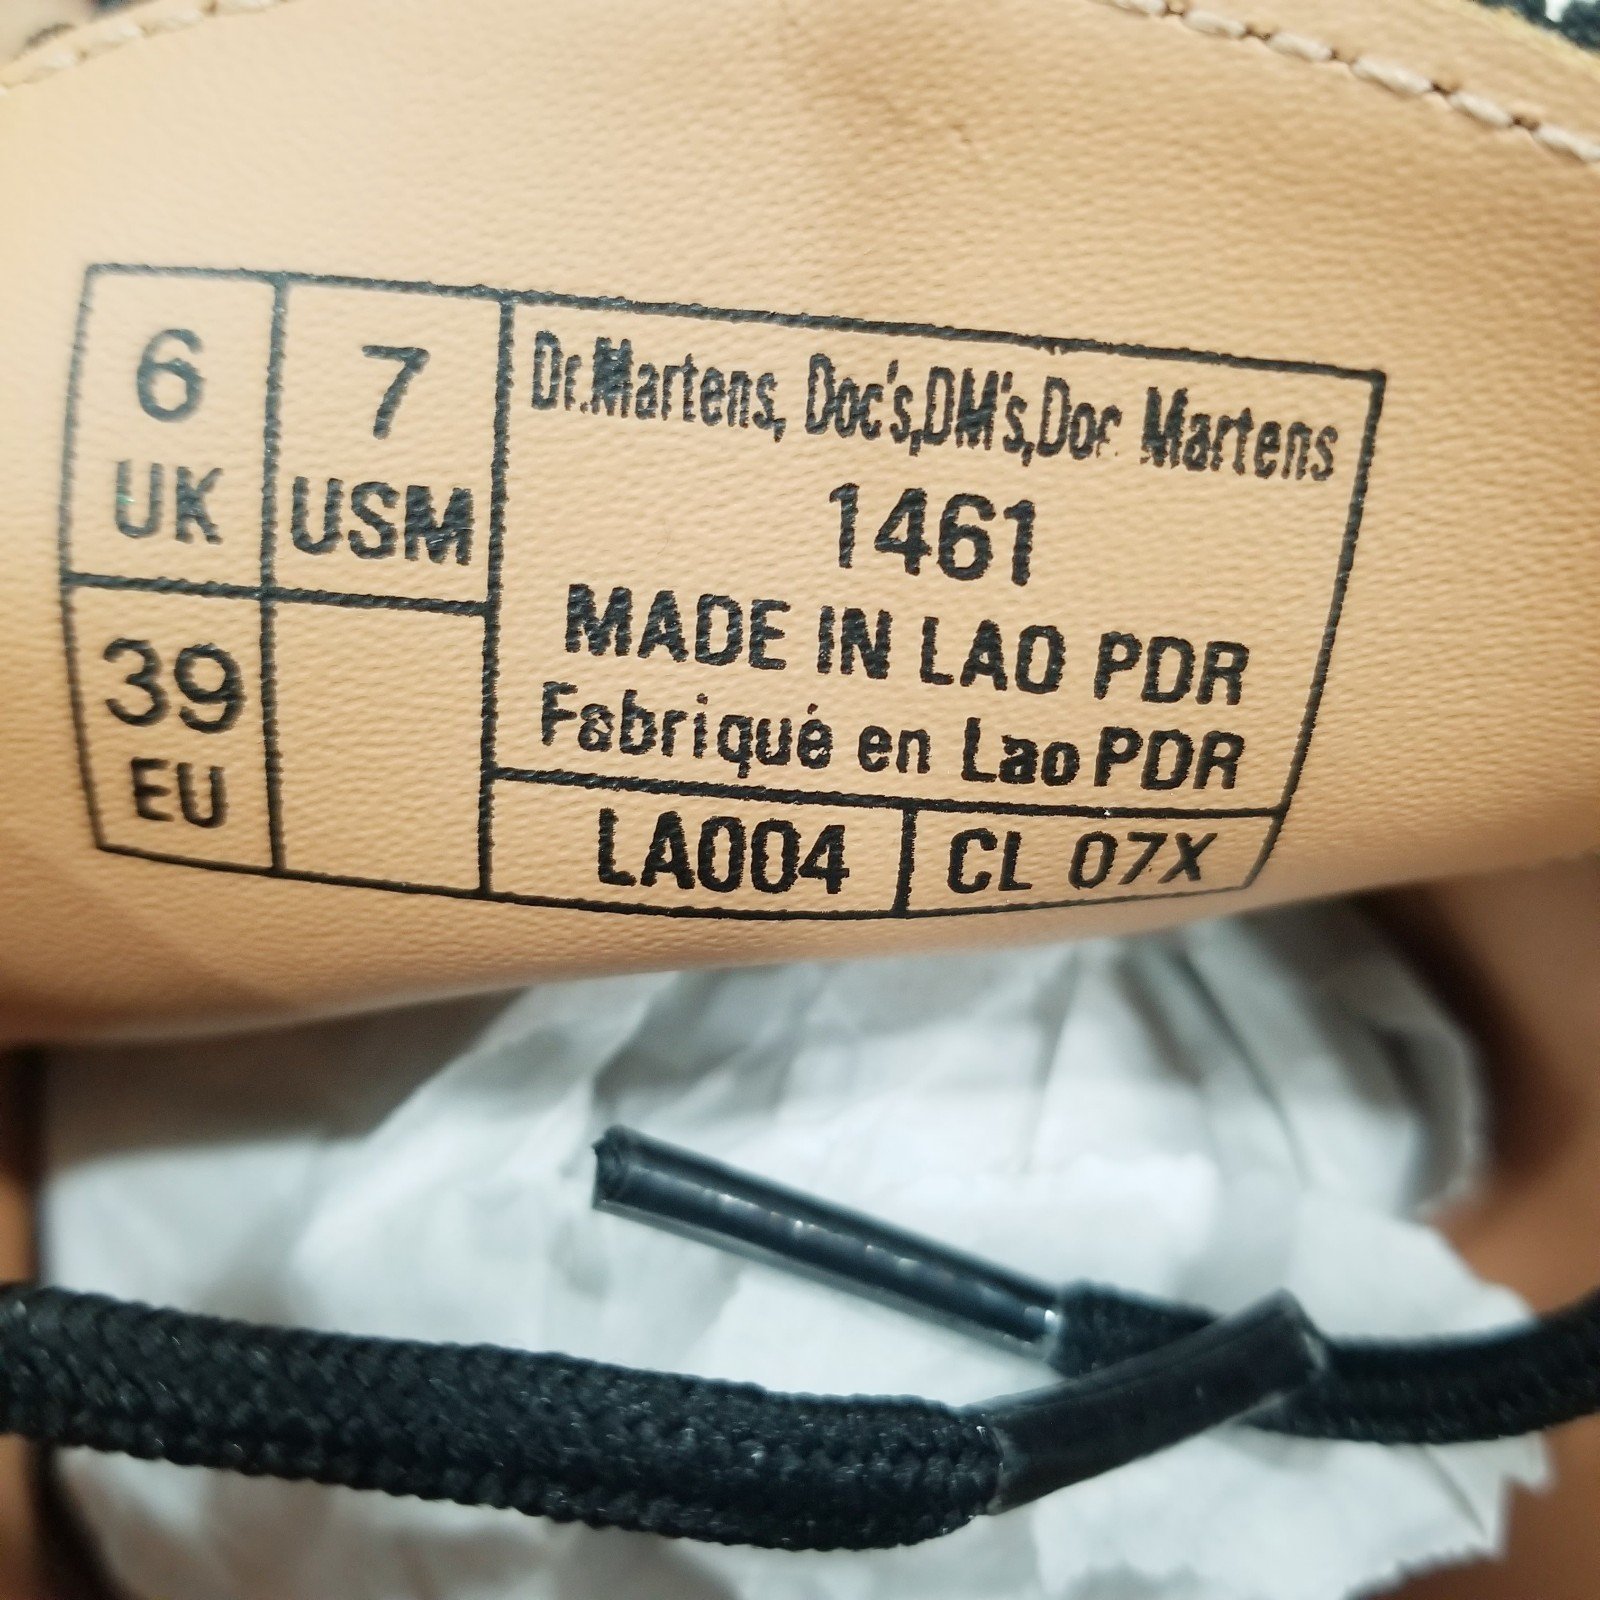 6
UK
7
USM
39
EU
Dr.Martens, Doc's,DM's,Doc Martens
1461
MADE IN LAO PDR
Fabriqué en Lao PDR
LA004
CL 07X